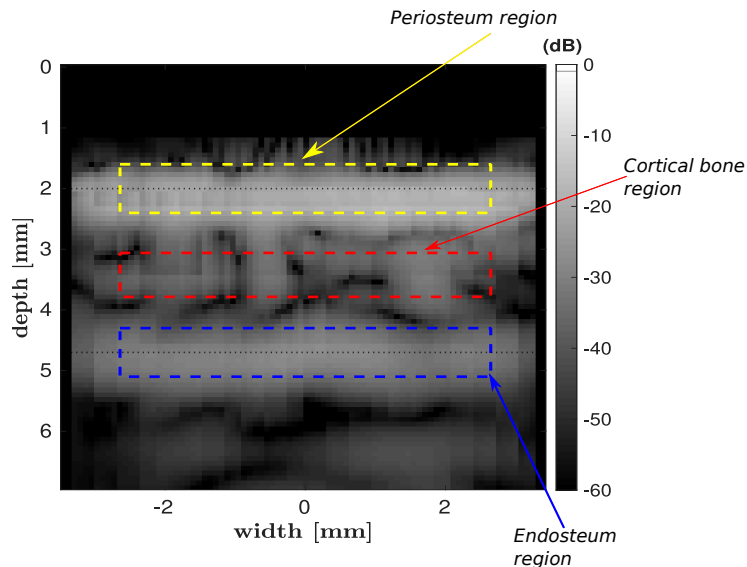 Periosteum region
(dB)
0
0
1
-10
Cortical bone
region
2
-20
3
-30
depth [mm]
4
-40
5
-50
6
-60
-2
0
2
width [mm]
Endosteum
region